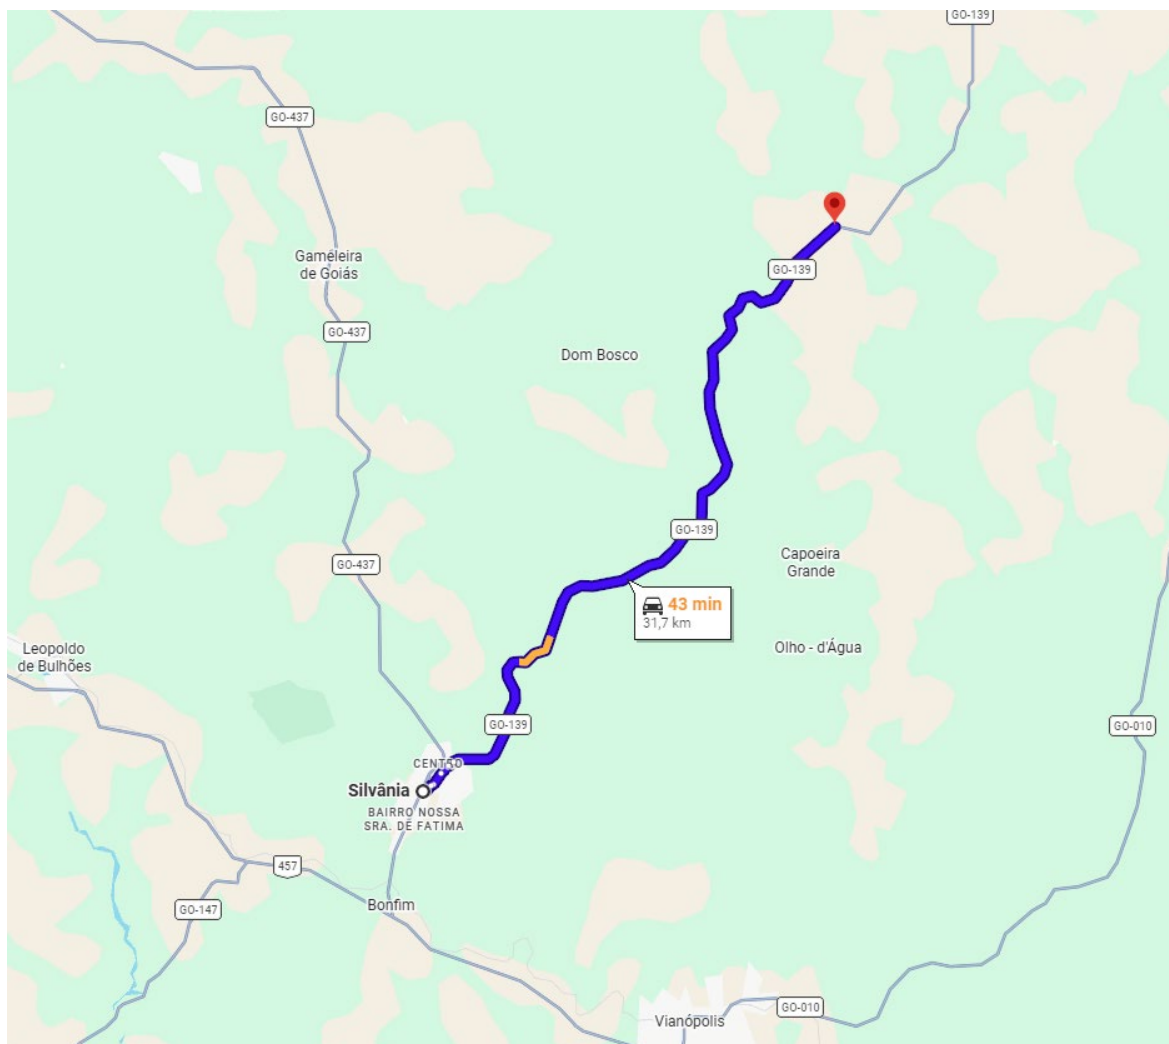 GO-139
GO-437
Gameleira
de Goiás
GO-139
GO-437
Dom Bosco
GO-139
Capoeira
Grande
GO-437
43 min
31,7 km
Leopoldo
de Bulhões
Olho - d'Água
GO-139
GO-010
CENTRO
Silvânia
BAIRRO NOSSA
SRA. DE FATIMA
457
Bonfim
GO-147
GO-010
Vianópolis